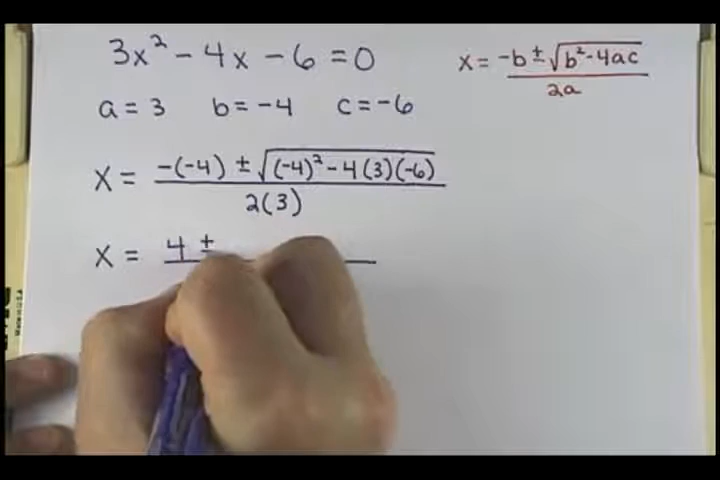 3x² - 4x - 6 = 0
x = -b ± √b² - 4ac
2a
a = 3 b = -4 c = -6
x = -(-4) ± √(-4)² - 4(3)(-6)
2(3)
x = 4 ±